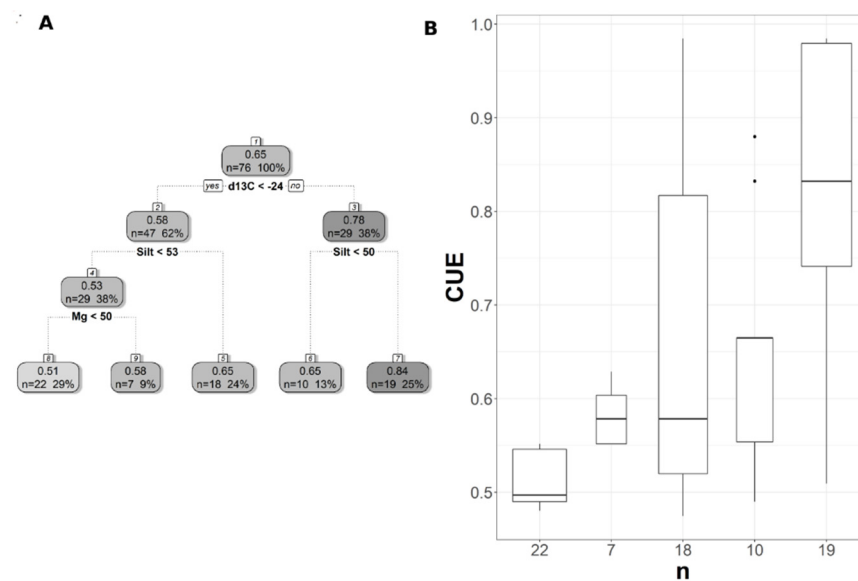 A
1
0.65
n=76 100%
yes d13C < -24 no
2
0.58
n=47 62%
Silt < 53
3
0.78
n=29 38%
Silt < 50
4
0.53
n=29 38%
Mg < 50
8
0.51
n=22 29%
9
0.58
n=7 9%
5
0.65
n=18 24%
6
0.65
n=10 13%
7
0.84
n=19 25%
B
CUE
1.0
0.9
0.8
0.7
0.6
0.5
22 7 18 10 19
n